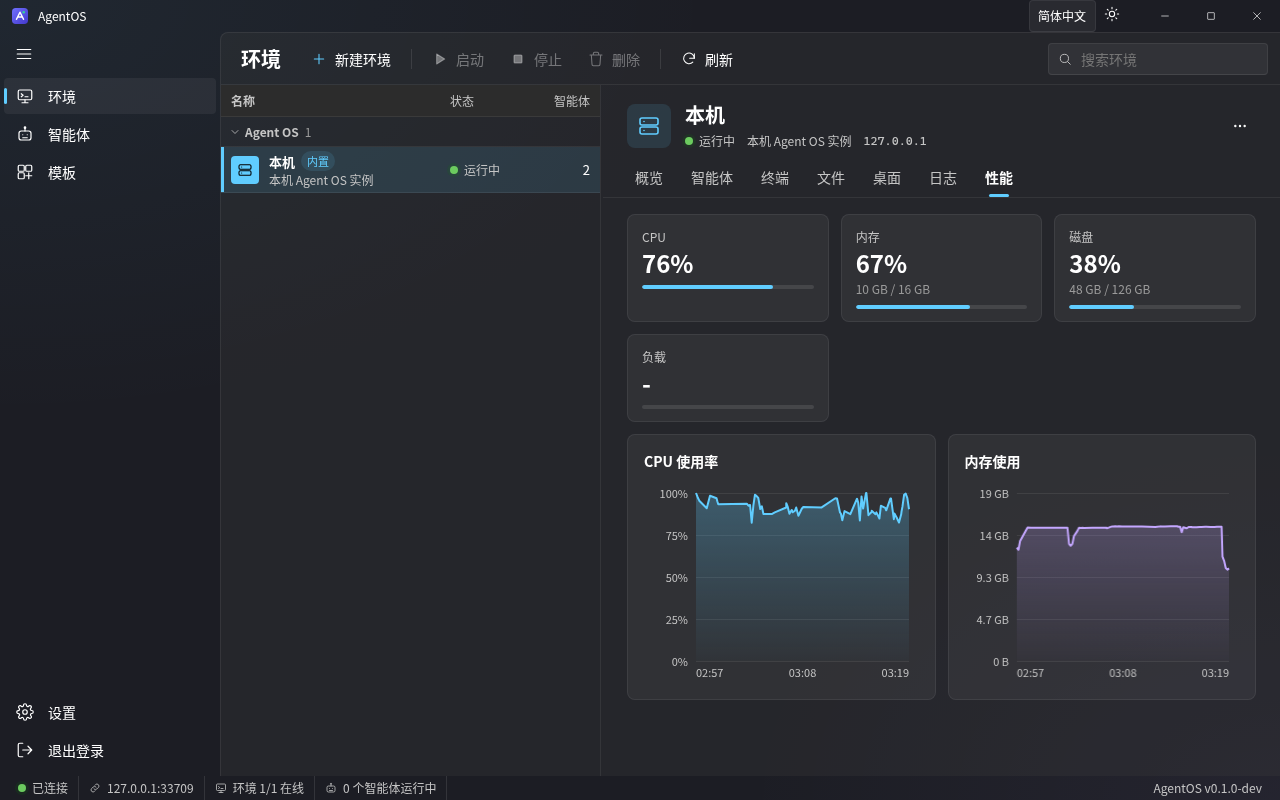 AgentOS
简体中文
环境
智能体
模板
设置
退出登录
环境
新建环境
启动
停止
删除
刷新
搜索环境
名称 状态 智能体
Agent OS 1
本机 内置
本机 Agent OS 实例
运行中
2
本机
运行中 本机 Agent OS 实例 127.0.0.1
概览 智能体 终端 文件 桌面 日志 性能
CPU
76%
内存
67%
10 GB / 16 GB
磁盘
38%
48 GB / 126 GB
负载
-
CPU 使用率
100%
75%
50%
25%
0%
02:57 03:08 03:19
内存使用
19 GB
14 GB
9.3 GB
4.7 GB
0 B
02:57 03:08 03:19
已连接 127.0.0.1:33709 环境 1/1 在线 0 个智能体运行中 AgentOS v0.1.0-dev